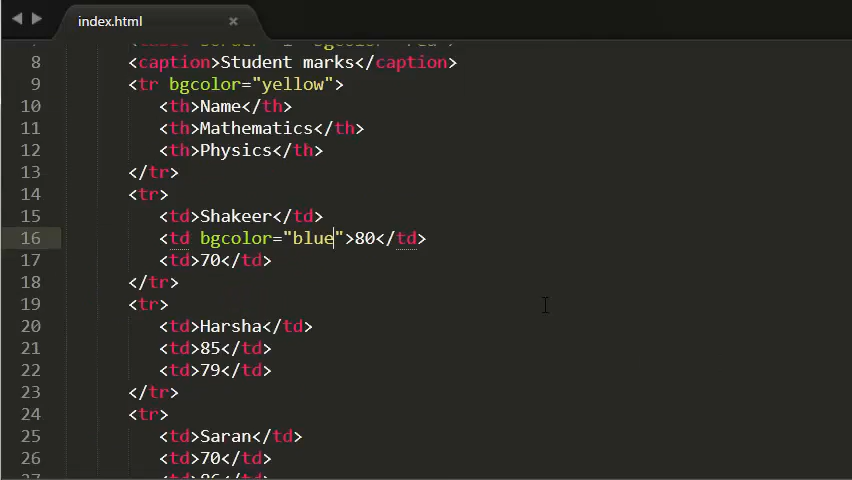 index.html ×
8 <caption>Student marks</caption>
9 <tr bgcolor="yellow">
10 <th>Name</th>
11 <th>Mathematics</th>
12 <th>Physics</th>
13 </tr>
14 <tr>
15 <td>Shakeer</td>
16 <td bgcolor="blue">80</td>
17 <td>70</td>
18 </tr>
19 <tr>
20 <td>Harsha</td>
21 <td>85</td>
22 <td>79</td>
23 </tr>
24 <tr>
25 <td>Saran</td>
26 <td>70</td>